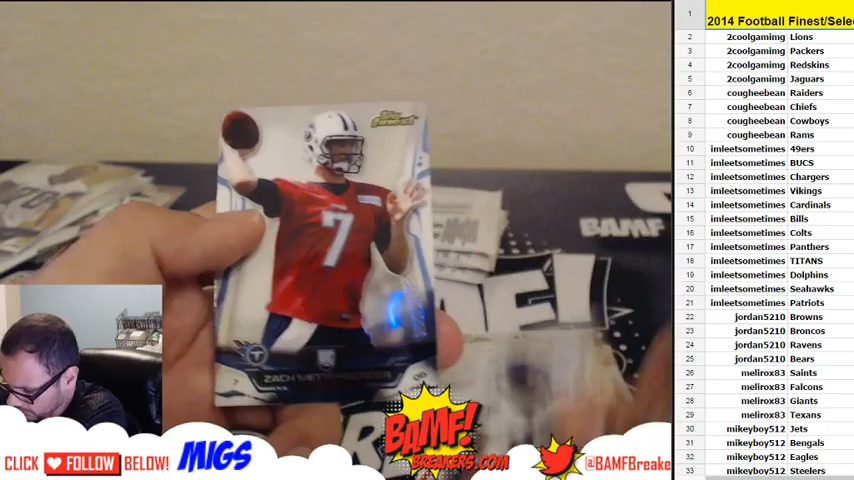 1
2014 Football Finest/Selec
2 2coolgamimg Lions
3 2coolgamimg Packers
4 2coolgamimg Redskins
5 2coolgamimg Jaguars
6 cougheebean Raiders
7 cougheebean Chiefs
8 cougheebean Cowboys
9 cougheebean Rams
10 imleetsometimes 49ers
11 imleetsometimes BUCS
12 imleetsometimes Chargers
13 imleetsometimes Vikings
14 imleetsometimes Cardinals
15 imleetsometimes Bills
16 imleetsometimes Colts
17 imleetsometimes Panthers
18 imleetsometimes TITANS
19 imleetsometimes Dolphins
20 imleetsometimes Seahawks
21 imleetsometimes Patriots
22 jordan5210 Browns
23 jordan5210 Broncos
24 jordan5210 Ravens
25 jordan5210 Bears
26 melirox83 Saints
27 melirox83 Falcons
28 melirox83 Giants
29 melirox83 Texans
30 mikeyboy512 Jets
31 mikeyboy512 Bengals
32 mikeyboy512 Eagles
33 mikeyboy512 Steelers
7
ZACH METTENBERGER
BAMF
BAMF!
BREAKERS.COM
CLICK FOLLOW BELOW!
MIGS
@BAMFBreake